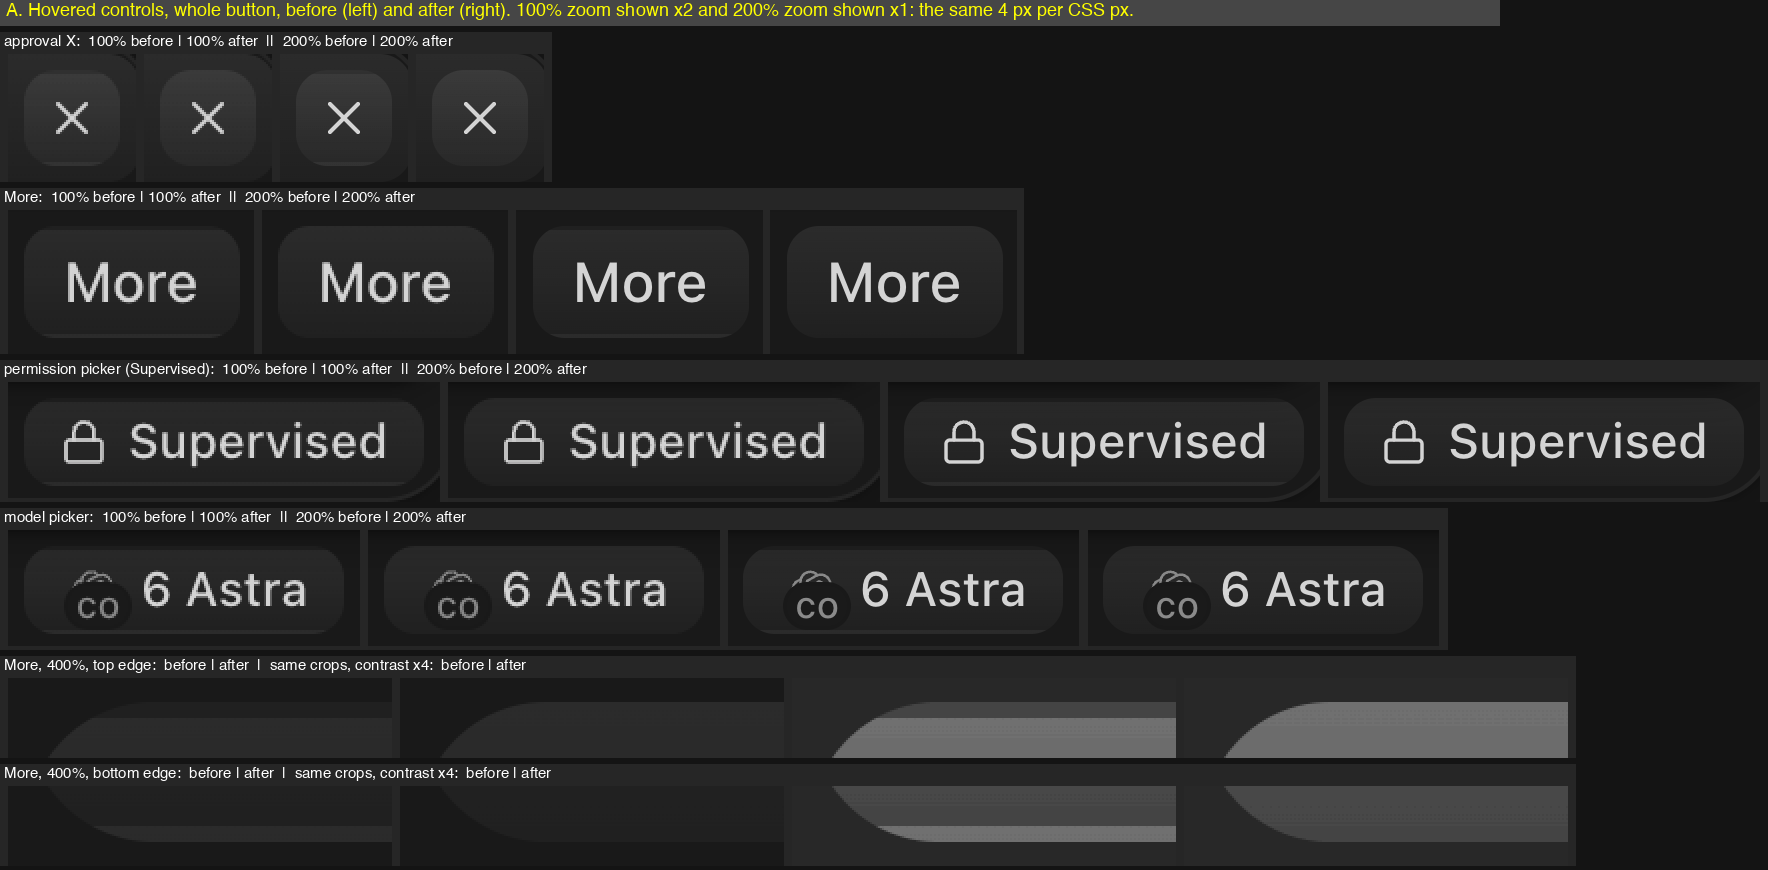 A. Hovered controls, whole button, before (left) and after (right). 100% zoom shown x2 and 200% zoom shown x1: the same 4 px per CSS px.
approval X: 100% before | 100% after || 200% before | 200% after
More: 100% before | 100% after || 200% before | 200% after
More More More More
permission picker (Supervised): 100% before | 100% after || 200% before | 200% after
Supervised Supervised Supervised Supervised
model picker: 100% before | 100% after || 200% before | 200% after
CO 6 Astra CO 6 Astra CO 6 Astra CO 6 Astra
More, 400%, top edge: before | after | same crops, contrast x4: before | after
More, 400%, bottom edge: before | after | same crops, contrast x4: before | after